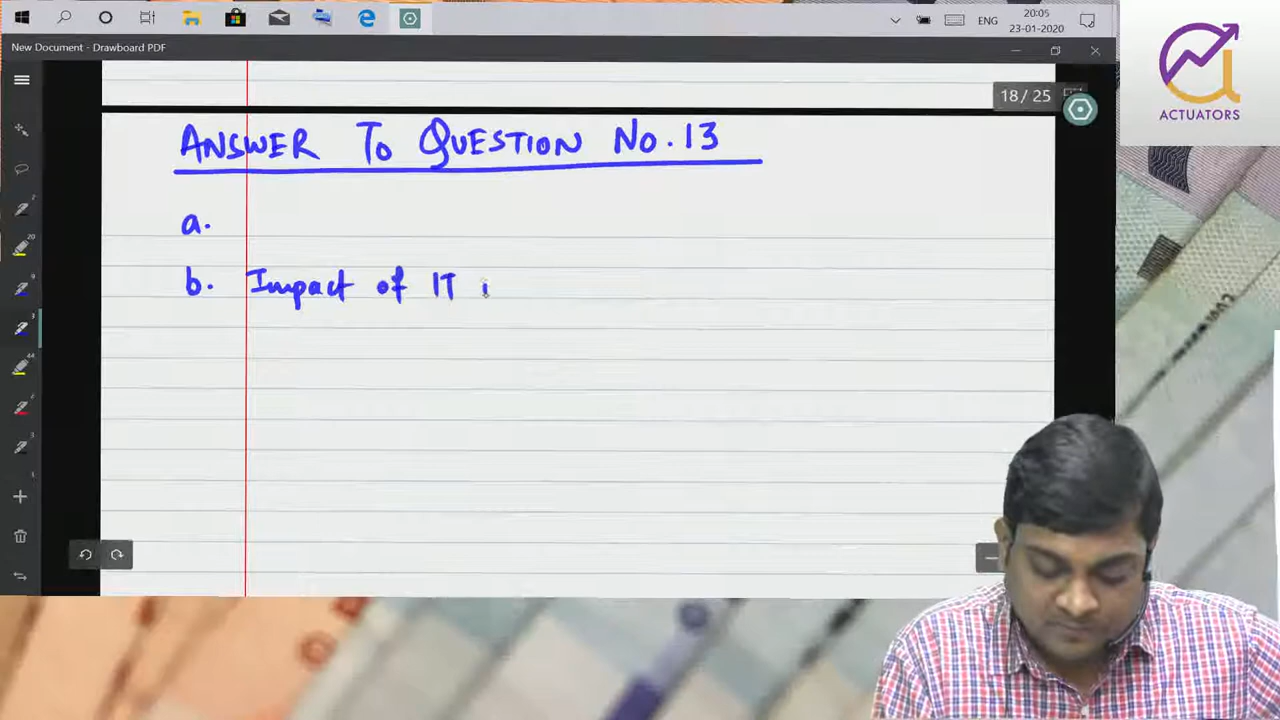 20:05
ENG
23-01-2020
New Document - Drawboard PDF
18 / 25
ACTUATORS
ANSWER TO QUESTION NO. 13
a.
b. Impact of IT i